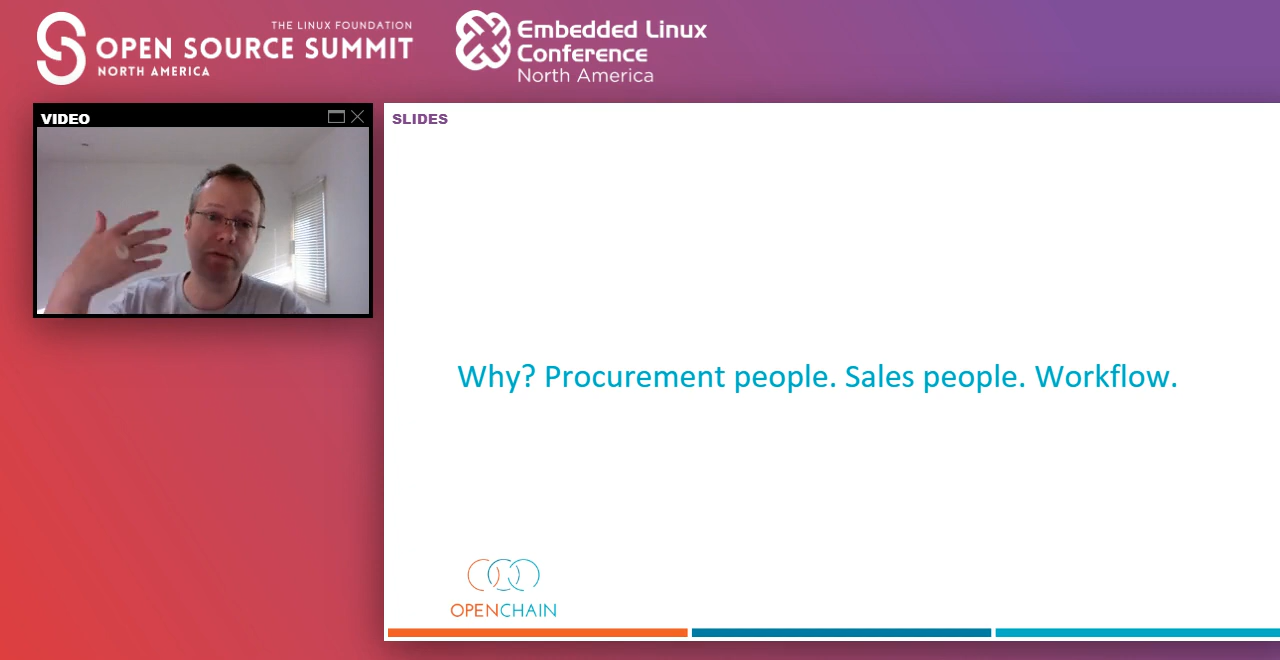 THE LINUX FOUNDATION
OPEN SOURCE SUMMIT
NORTH AMERICA
Embedded Linux
Conference
North America
VIDEO
SLIDES
Why? Procurement people. Sales people. Workflow.
OPENCHAIN